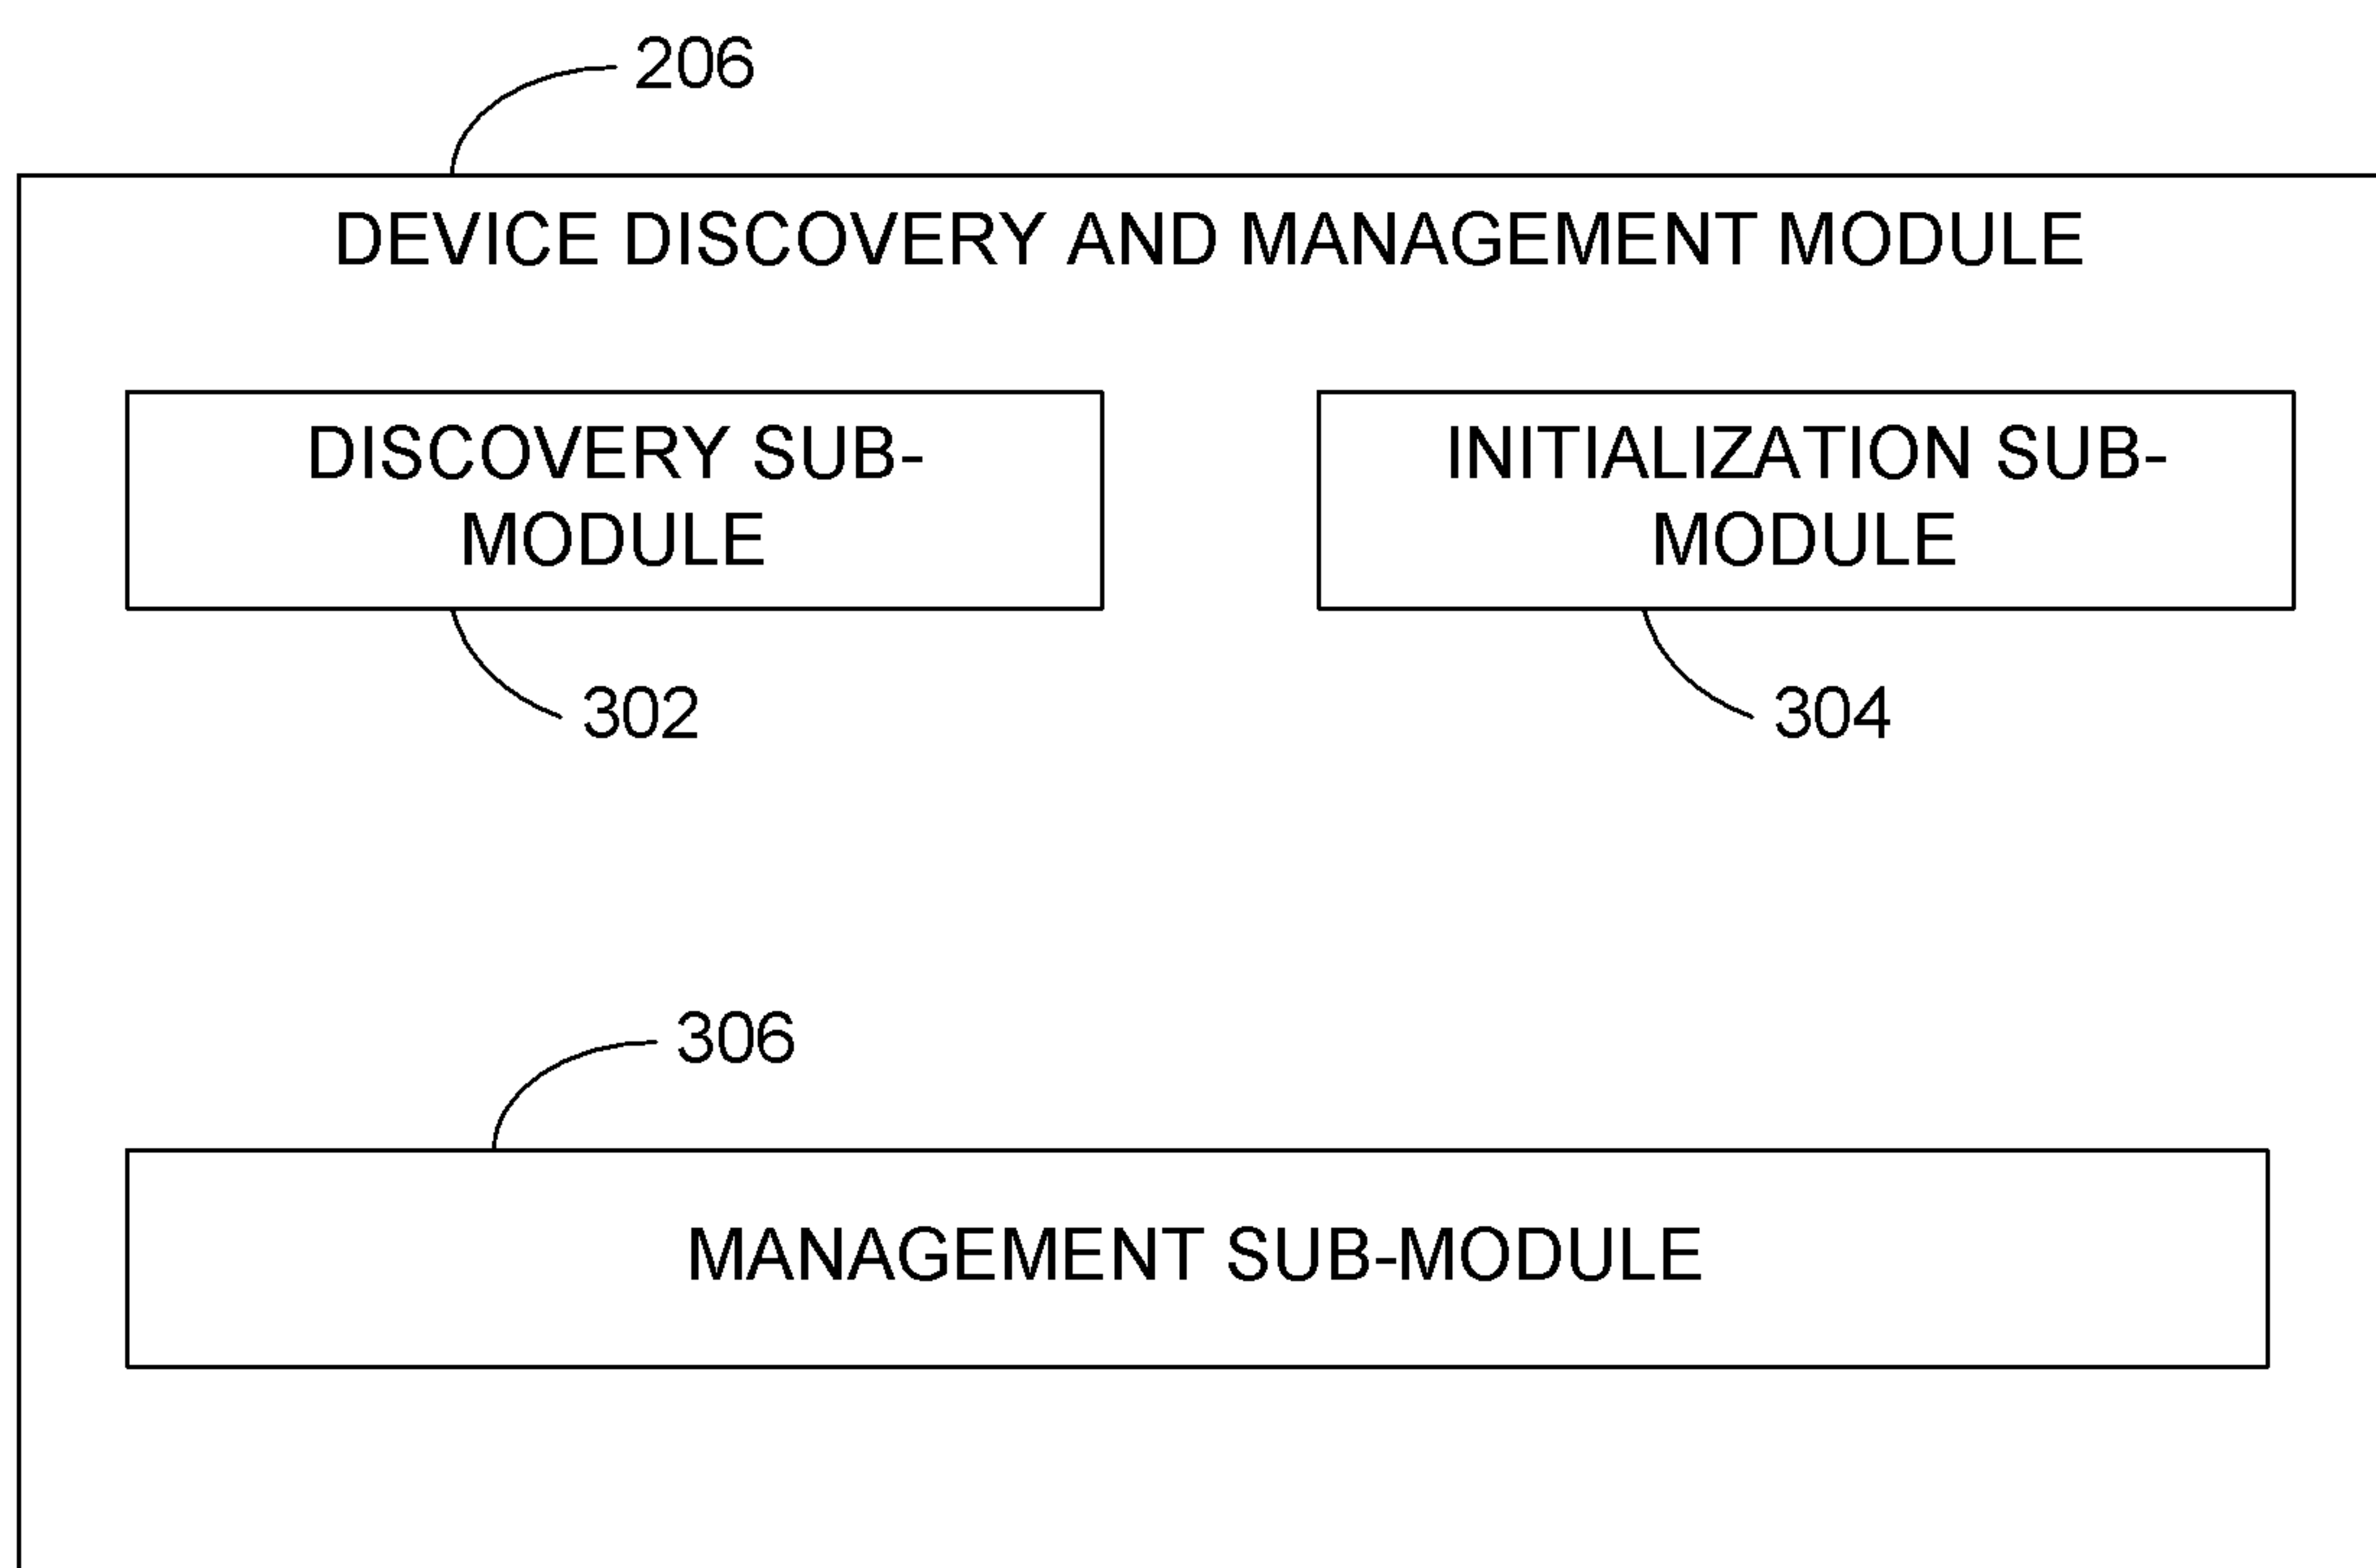 206
DEVICE DISCOVERY AND MANAGEMENT MODULE
DISCOVERY SUB-
MODULE
INITIALIZATION SUB-
MODULE
302
304
306
MANAGEMENT SUB-MODULE